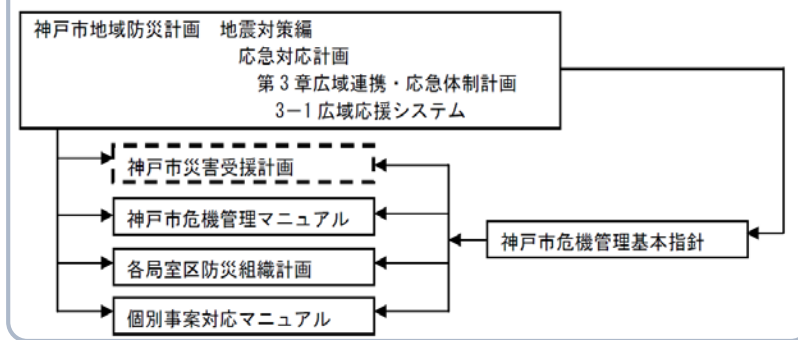 神戸市地域防災計画　地震対策編
応急対応計画
第3章広域連携・応急体制計画
3－1広域応援システム
神戸市災害受援計画
神戸市危機管理マニュアル
神戸市危機管理基本指針
各局室区防災組織計画
個別事案対応マニュアル